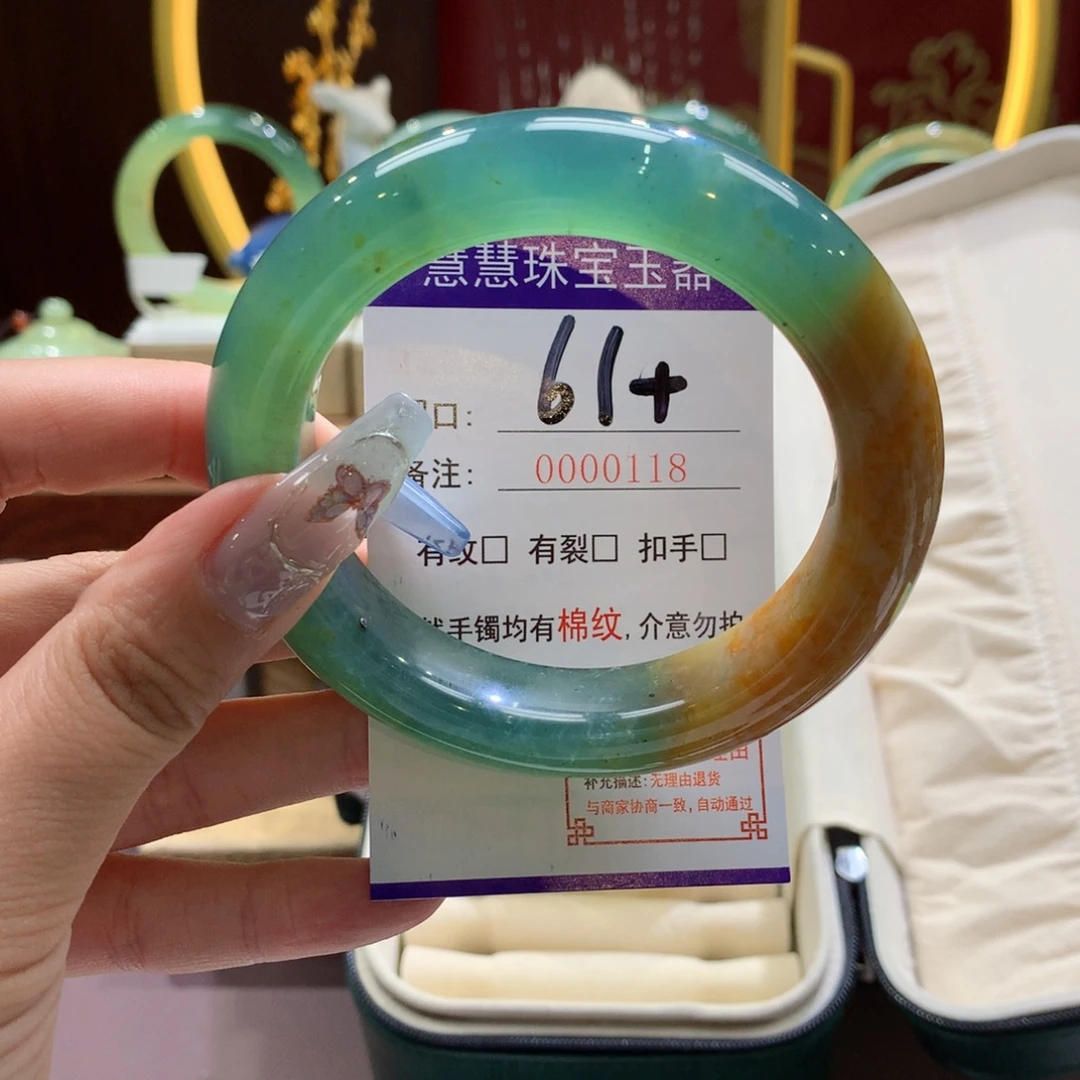 慧慧珠宝玉器
口: 61+
备注: 0000118
有纹□ 有裂□ 扣手□
手镯均有棉纹, 介意勿拍
理由
补充描述: 无理由退货
与商家协商一致, 自动通过